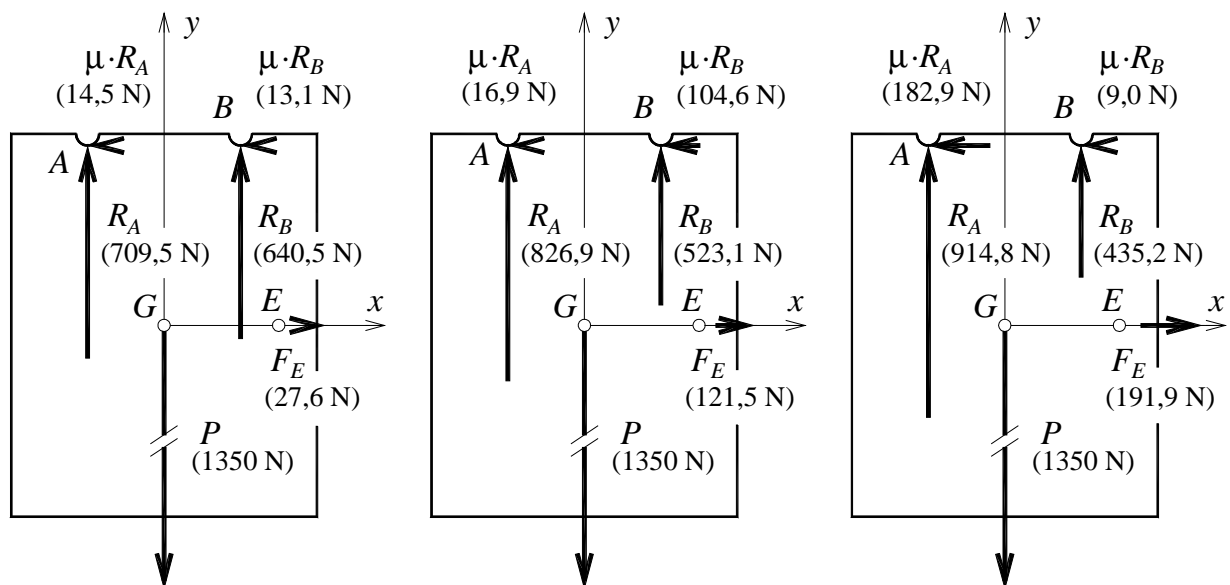 y
μ·R_A
μ·R_B
(14,5 N)
(13,1 N)
B
A
R_A
R_B
(709,5 N)
(640,5 N)
G
E
x
F_E
(27,6 N)
P
(1350 N)
y
μ·R_A
μ·R_B
(16,9 N)
(104,6 N)
B
A
R_A
R_B
(826,9 N)
(523,1 N)
G
E
x
F_E
(121,5 N)
P
(1350 N)
y
μ·R_A
μ·R_B
(182,9 N)
(9,0 N)
B
A
R_A
R_B
(914,8 N)
(435,2 N)
G
E
x
F_E
(191,9 N)
P
(1350 N)